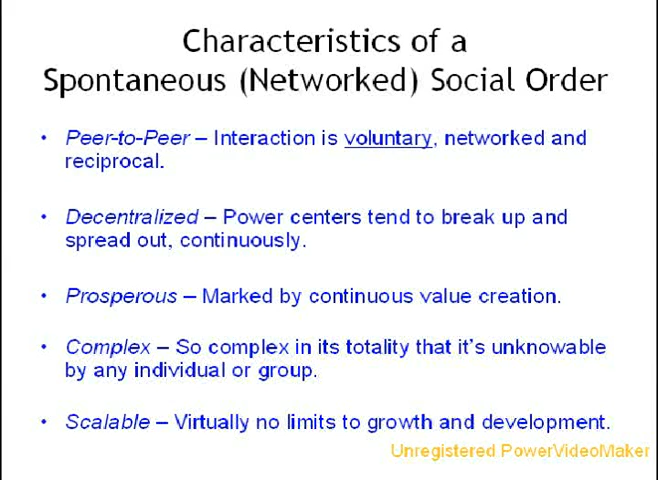 Characteristics of a
Spontaneous (Networked) Social Order
• Peer-to-Peer – Interaction is voluntary, networked and
reciprocal.
• Decentralized – Power centers tend to break up and
spread out, continuously.
• Prosperous – Marked by continuous value creation.
• Complex – So complex in its totality that it's unknowable
by any individual or group.
• Scalable – Virtually no limits to growth and development.
Unregistered PowerVideoMaker